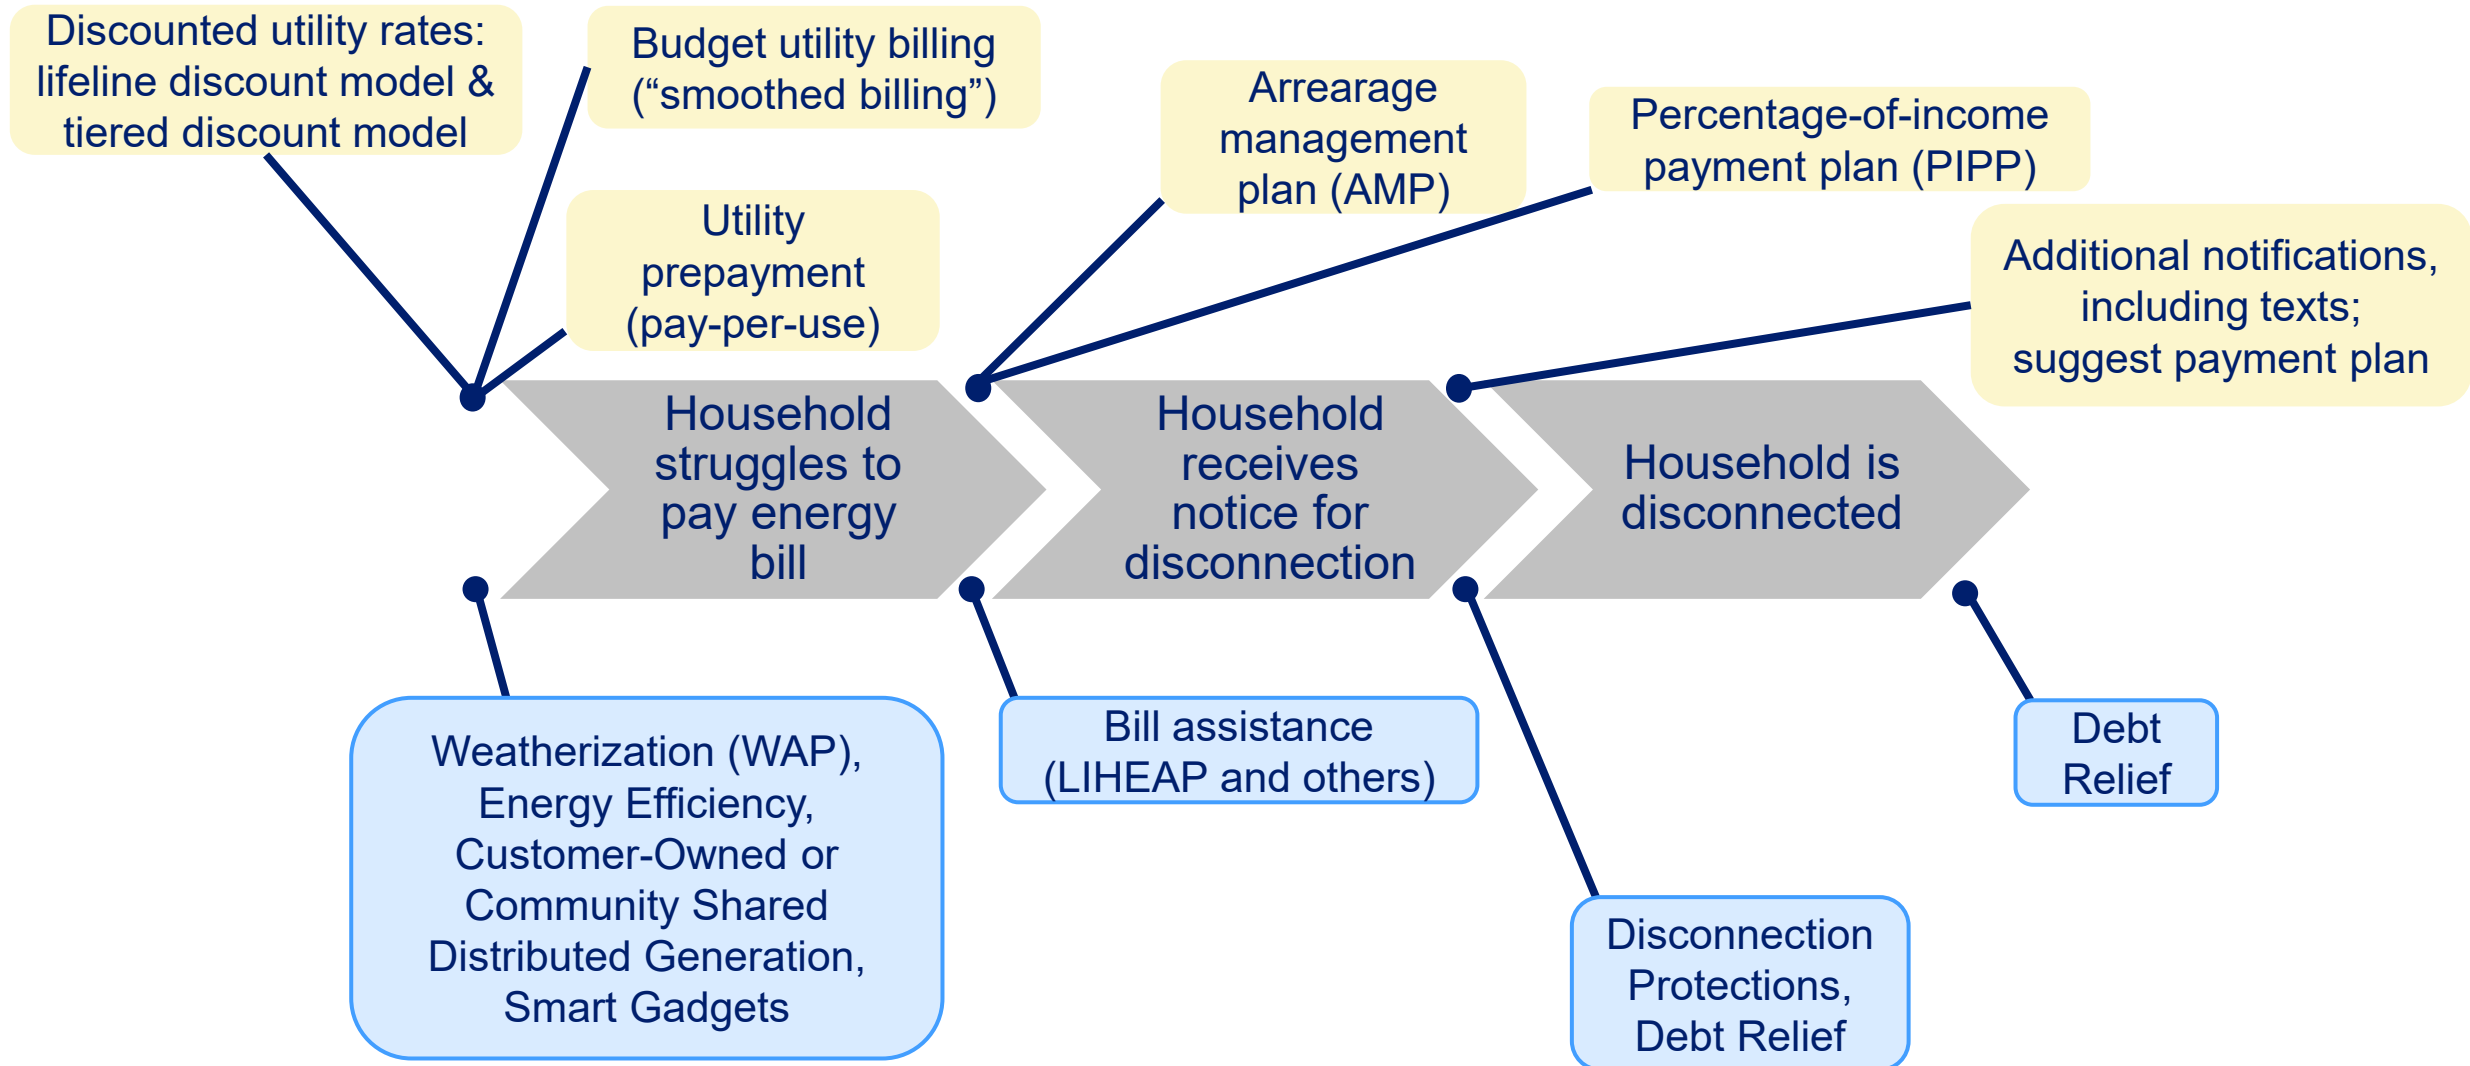 Discounted utility rates:
lifeline discount model &
tiered discount model
Budget utility billing
(“smoothed billing”)
Utility
prepayment
(pay-per-use)
Arrearage
management
plan (AMP)
Percentage-of-income
payment plan (PIPP)
Additional notifications,
including texts;
suggest payment plan
Household
struggles to
pay energy
bill
Household
receives
notice for
disconnection
Household is
disconnected
Weatherization (WAP),
Energy Efficiency,
Customer-Owned or
Community Shared
Distributed Generation,
Smart Gadgets
Bill assistance
(LIHEAP and others)
Disconnection
Protections,
Debt Relief
Debt
Relief